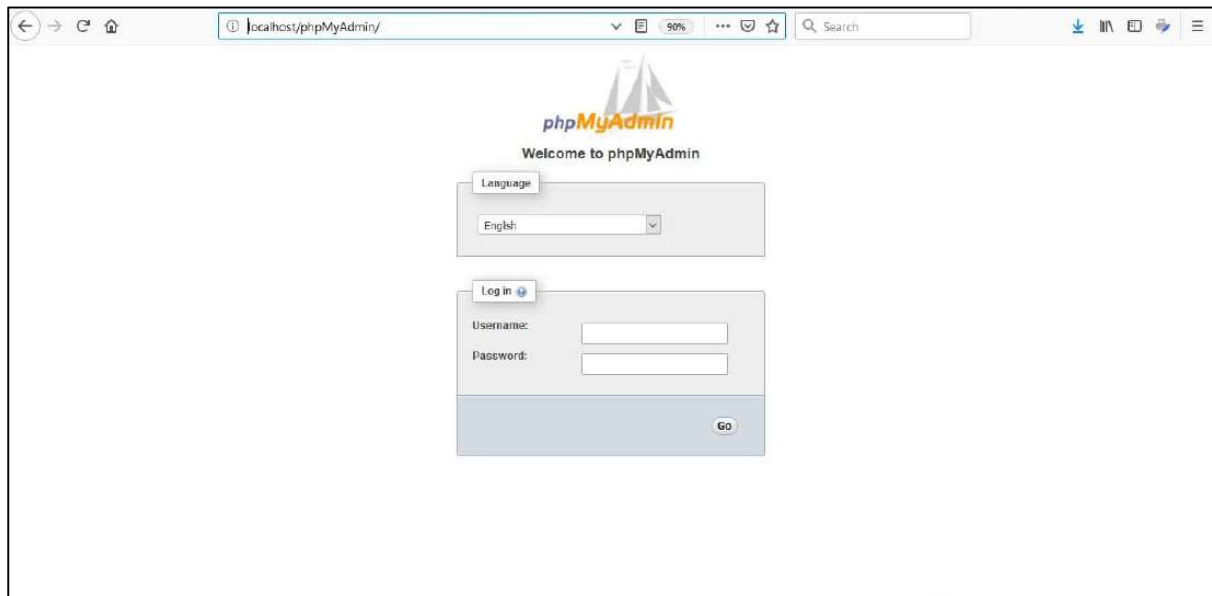 localhost/phpMyAdmin/
90%
Search
phpMyAdmin
Welcome to phpMyAdmin
Language
English
Log in
Username:
Password:
Go